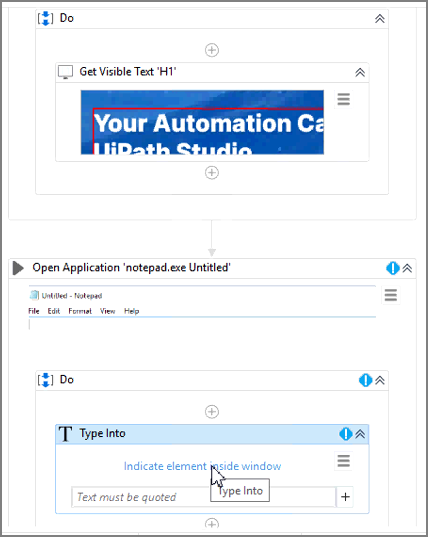 Do
Get Visible Text 'H1'
Your Automation Ca
UiPath Studio
Open Application 'notepad.exe Untitled'
Untitled - Notepad
File Edit Format View Help
Do
Type Into
Indicate element inside window
Text must be quoted
Type Into